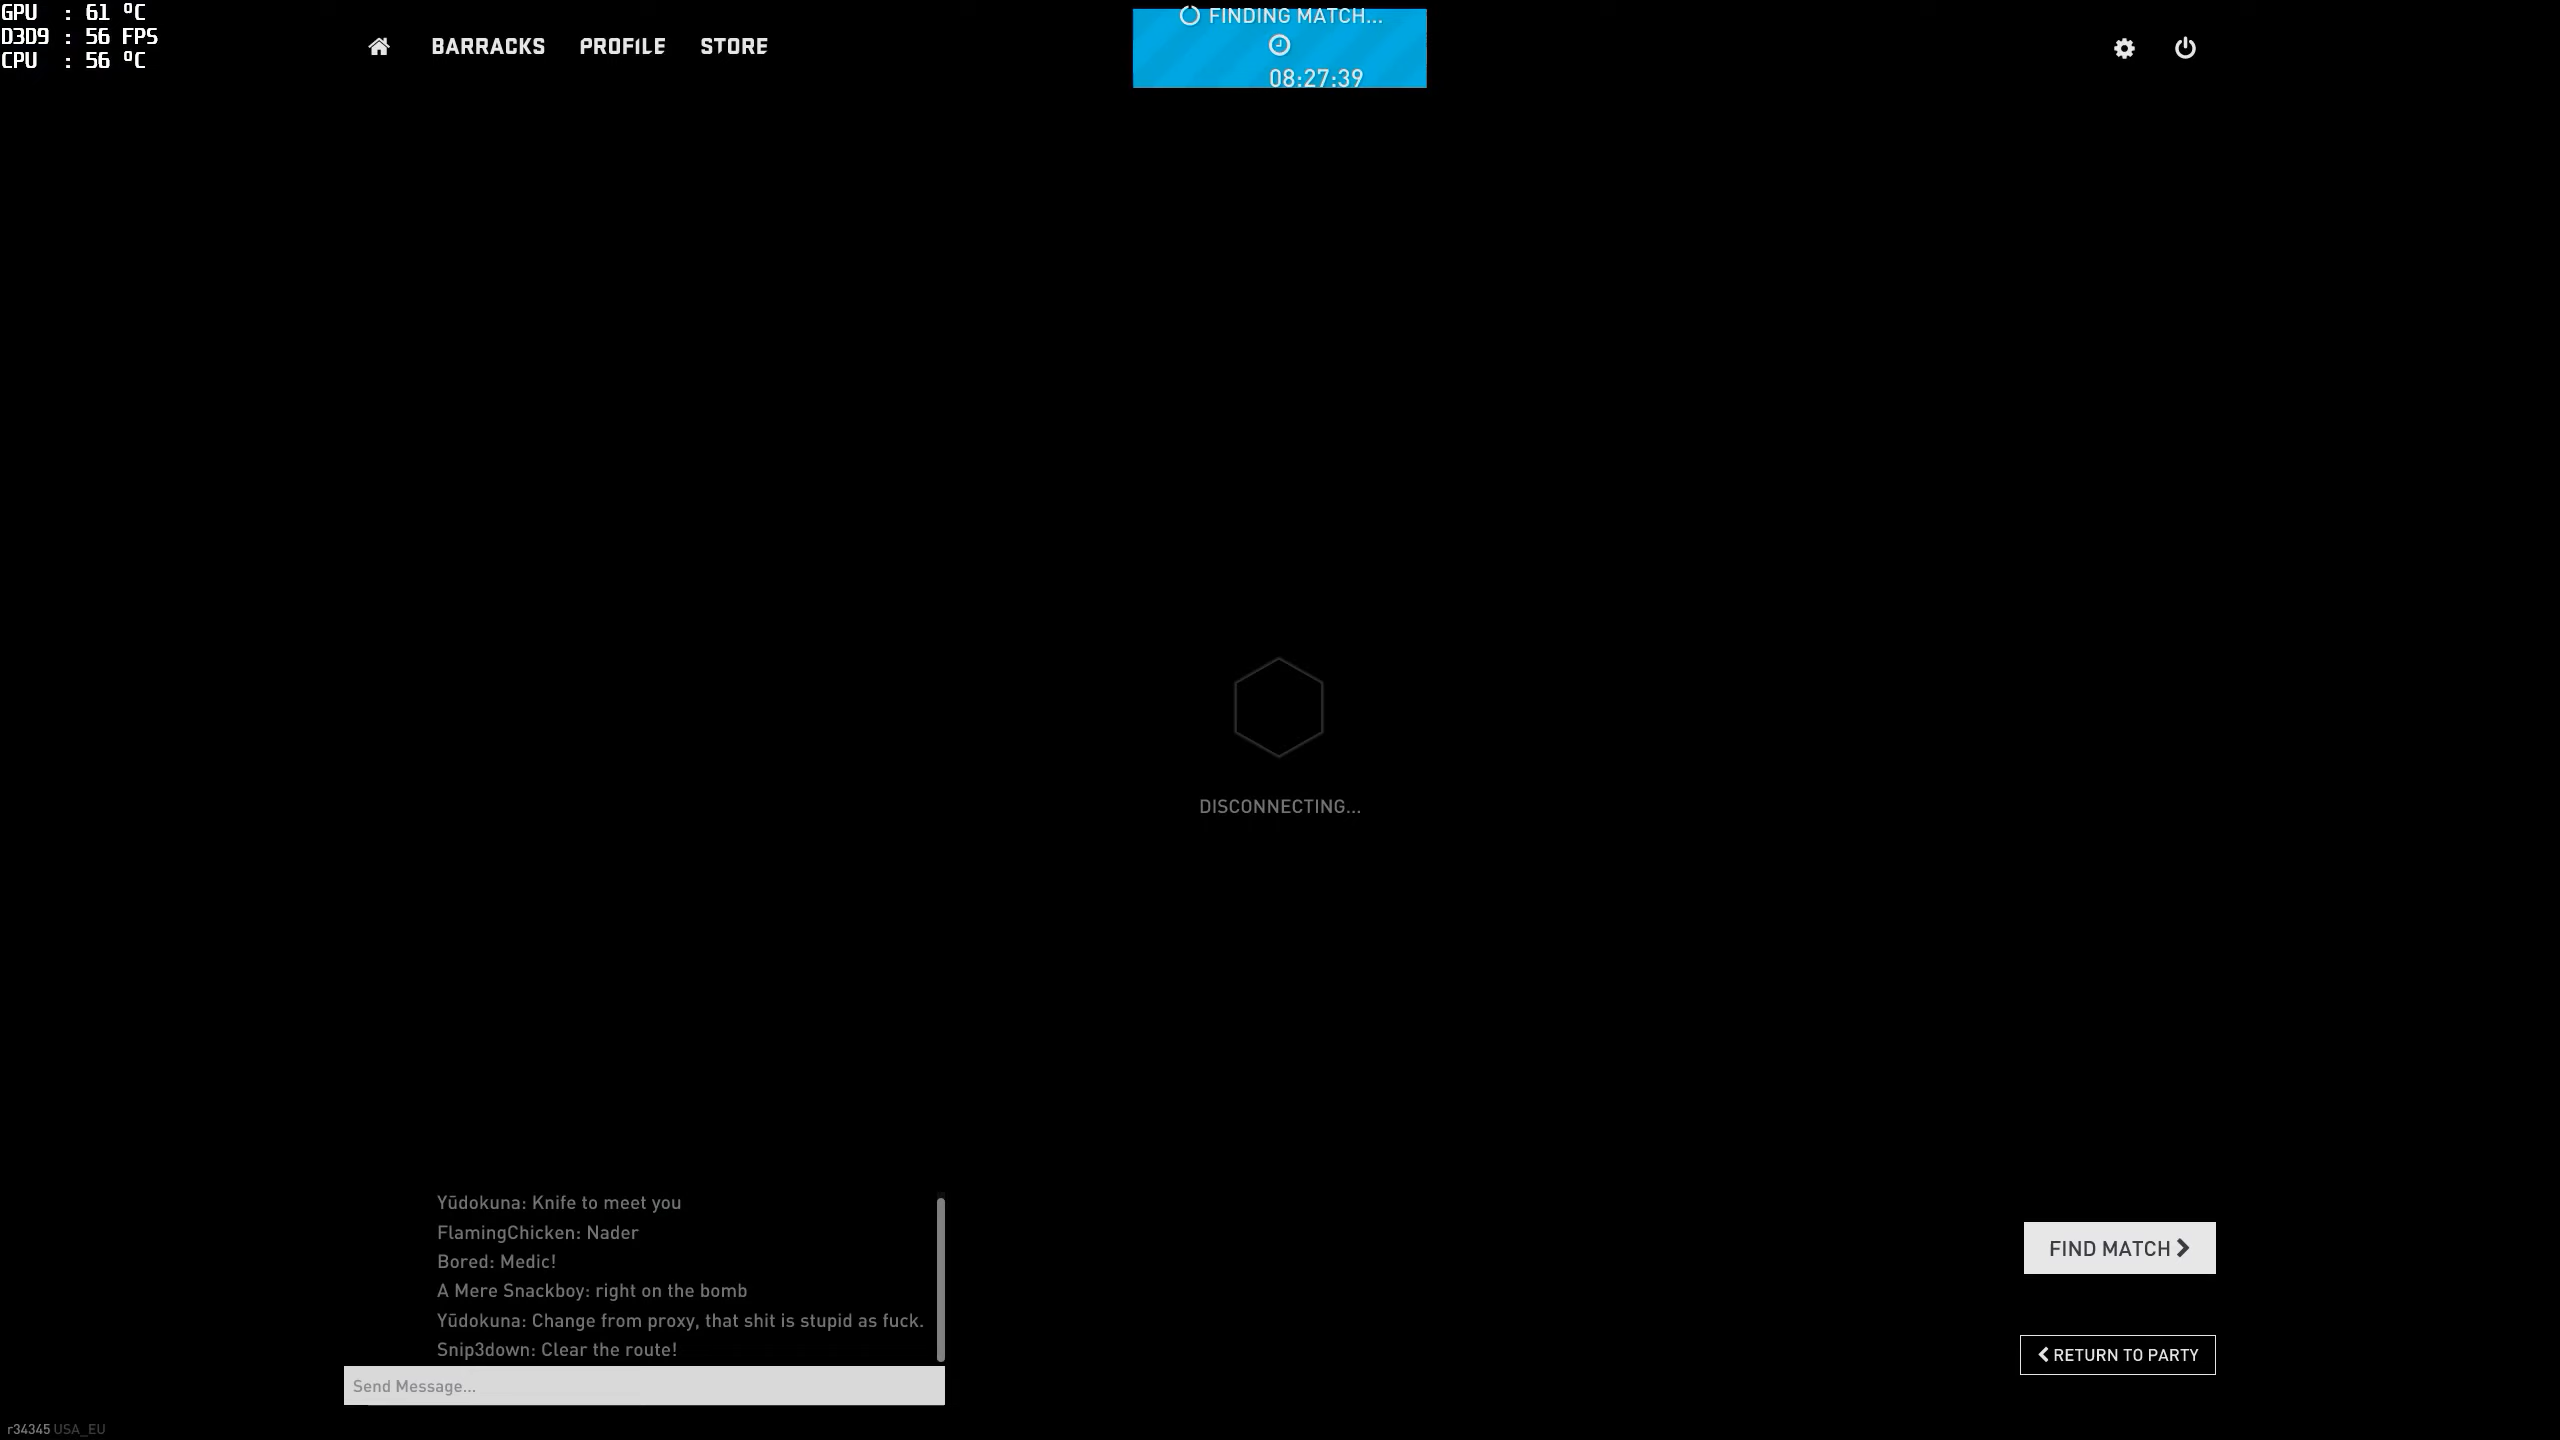 GPU : 61 °C
D3D9 : 56 FPS
CPU : 56 °C
BARRACKS PROFILE STORE
FINDING MATCH...
08:27:39
DISCONNECTING...
Yūdokuna: Knife to meet you
FlamingChicken: Nader
Bored: Medic!
A Mere Snackboy: right on the bomb
Yūdokuna: Change from proxy, that shit is stupid as fuck.
Snip3down: Clear the route!
Send Message...
FIND MATCH
RETURN TO PARTY
r34345 USA_EU